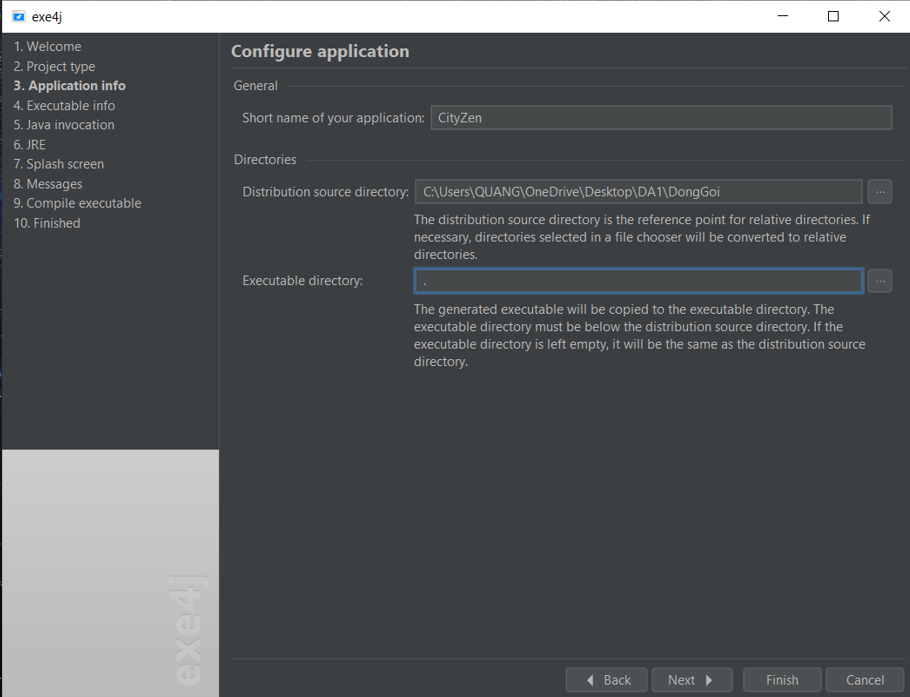 exe4j
1. Welcome
2. Project type
3. Application info
4. Executable info
5. Java invocation
6. JRE
7. Splash screen
8. Messages
9. Compile executable
10. Finished
exe4j
Configure application
General
Short name of your application: CityZen
Directories
Distribution source directory: C:\Users\QUANG\OneDrive\Desktop\DA1\DongGoi ...
The distribution source directory is the reference point for relative directories. If
necessary, directories selected in a file chooser will be converted to relative
directories.
Executable directory: . ...
The generated executable will be copied to the executable directory. The
executable directory must be below the distribution source directory. If the
executable directory is left empty, it will be the same as the distribution source
directory.
Back Next Finish Cancel